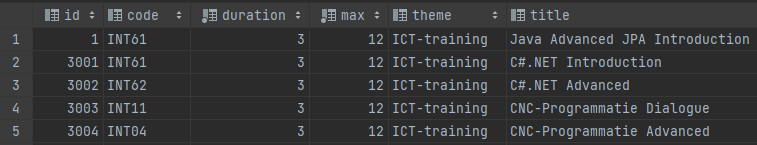 id code duration max theme title
1 1 INT61 3 12 ICT-training Java Advanced JPA Introduction
2 3001 INT61 3 12 ICT-training C#.NET Introduction
3 3002 INT62 3 12 ICT-training C#.NET Advanced
4 3003 INT11 3 12 ICT-training CNC-Programmatie Dialogue
5 3004 INT04 3 12 ICT-training CNC-Programmatie Advanced